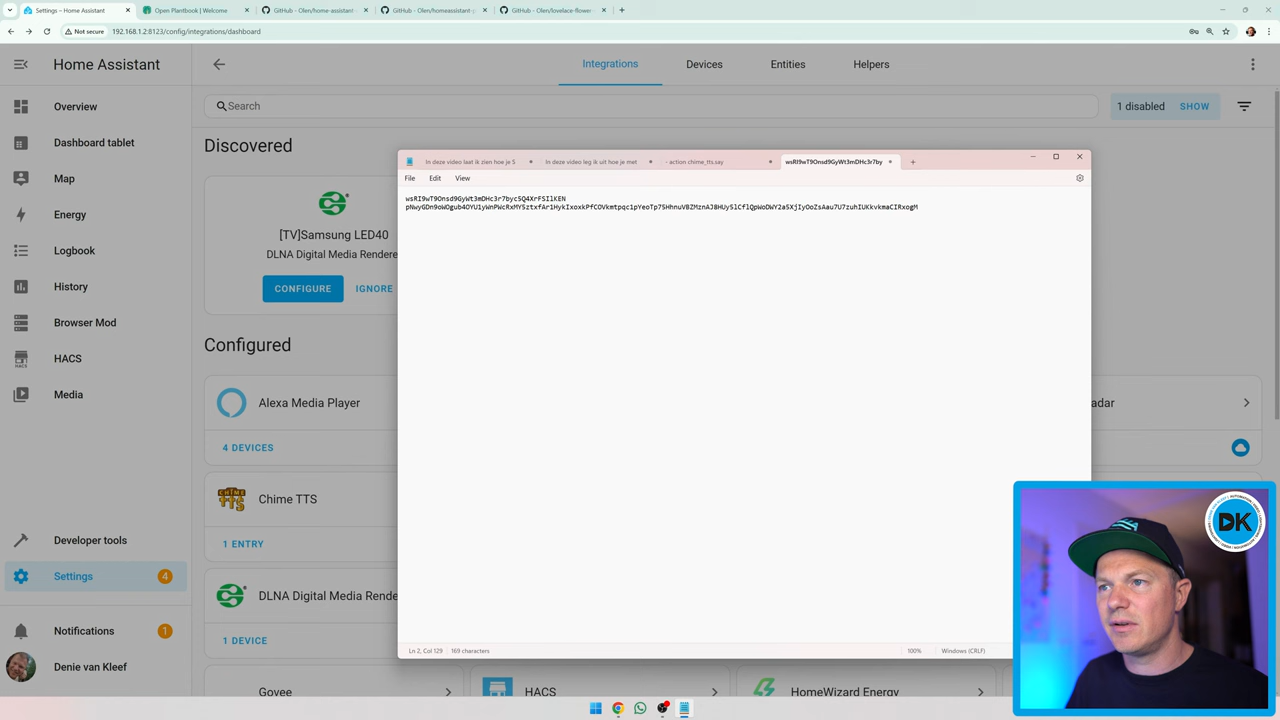 Settings – Home Assistant
Open Plantbook | Welcome
GitHub - Olen/home-assistant-
GitHub - Olen/homeassistant-p
GitHub - Olen/lovelace-flower-
Not secure
192.168.1.2:8123/config/integrations/dashboard
Home Assistant
Integrations
Devices
Entities
Helpers
Overview
Dashboard tablet
Map
Energy
Logbook
History
Browser Mod
HACS
Media
Developer tools
Settings
4
Notifications
1
Denie van Kleef
Search
1 disabled
SHOW
Discovered
[TV]Samsung LED40
DLNA Digital Media Rendere
CONFIGURE
IGNORE
Configured
Alexa Media Player
4 DEVICES
Chime TTS
1 ENTRY
DLNA Digital Media Rende
1 DEVICE
Govee
HACS
HomeWizard Energy
adar
In deze video laat ik zien hoe je S
In deze video leg ik uit hoe je met
- action chime_tts.say
File
Edit
View
Ln 2, Col 129
169 characters
100%
Windows (CRLF)
DK